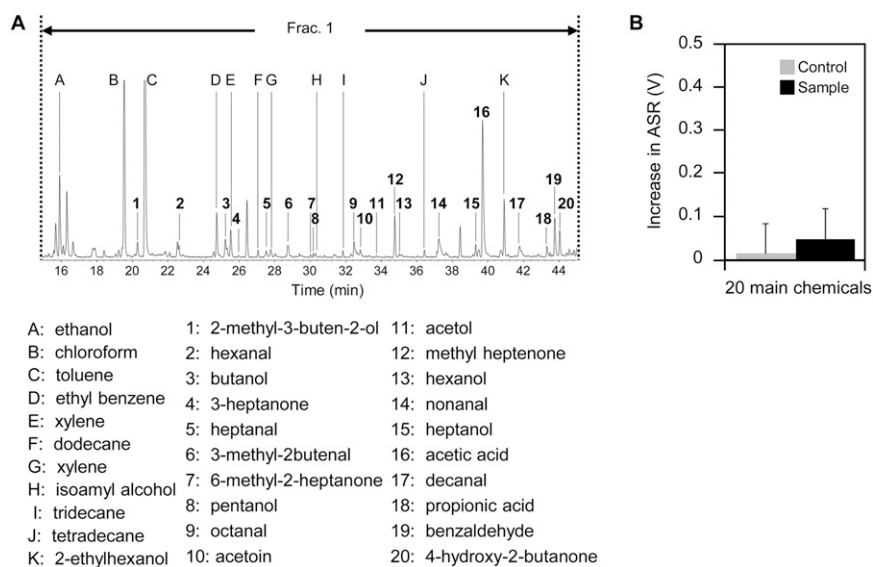 A
Frac. 1
A B C D E F G H I J K
16
12
19
1 2 3 4 5 6 7 8 9 10 11 13 14 15 17 18 20
16 18 20 22 24 26 28 30 32 34 36 38 40 42 44
Time (min)
B
Increase in ASR (V)
0.5
0.4
0.3
0.2
0.1
0
Control
Sample
20 main chemicals
A: ethanol
B: chloroform
C: toluene
D: ethyl benzene
E: xylene
F: dodecane
G: xylene
H: isoamyl alcohol
I: tridecane
J: tetradecane
K: 2-ethylhexanol
1: 2-methyl-3-buten-2-ol
2: hexanal
3: butanol
4: 3-heptanone
5: heptanal
6: 3-methyl-2butenal
7: 6-methyl-2-heptanone
8: pentanol
9: octanal
10: acetoin
11: acetol
12: methyl heptenone
13: hexanol
14: nonanal
15: heptanol
16: acetic acid
17: decanal
18: propionic acid
19: benzaldehyde
20: 4-hydroxy-2-butanone